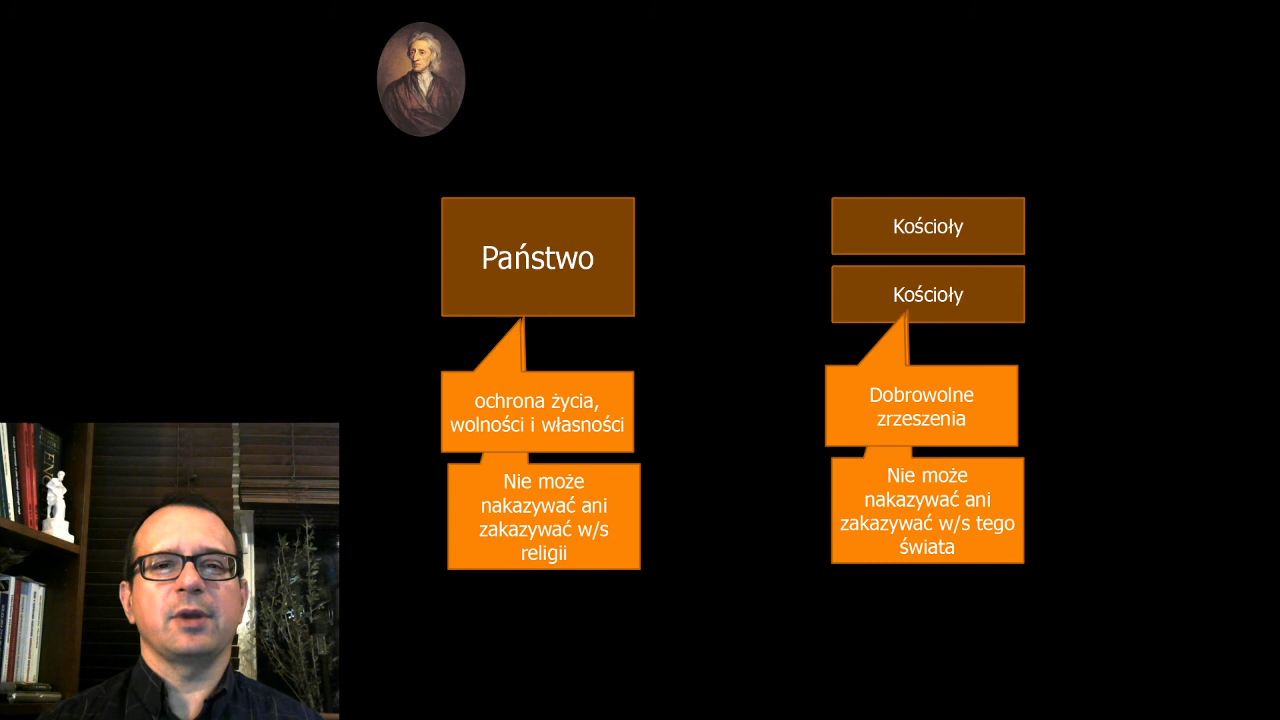 Państwo
ochrona życia,
wolności i własności
Nie może
nakazywać ani
zakazywać w/s
religii
Kościoły
Kościoły
Dobrowolne
zrzeszenia
Nie może
nakazywać ani
zakazywać w/s tego
świata